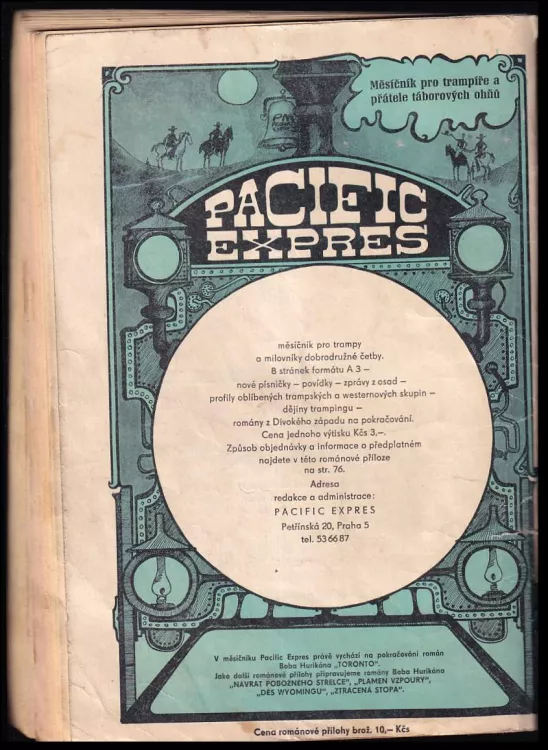 Měsíčník pro trampíře a
přátele táborových ohňů
PACIFIC
EXPRES
měsíčník pro trampy
a milovníky dobrodružné četby.
8 stránek formátu A 3 –
nové písničky – povídky – zprávy z osad –
profily oblíbených trampských a westernových skupin –
dějiny trampingu –
romány z Divokého západu na pokračování.
Cena jednoho výtisku Kčs 3,–.
Způsob objednávky a informace o předplatném
najdete v této románové příloze
na str. 76.
Adresa
redakce a administrace:
PACIFIC EXPRES
Petřínská 20, Praha 5
tel. 53 66 87
V měsíčníku Pacific Expres právě vychází na pokračování román
Boba Hurikána „TORONTO".
Jako další románové přílohy připravujeme romány Boba Hurikána
„NÁVRAT POBOŽNÉHO STŘELCE", „PLAMEN VZPOURY",
„DĚS WYOMINGU", „ZTRACENÁ STOPA".
Cena románové přílohy brož. 10,– Kčs